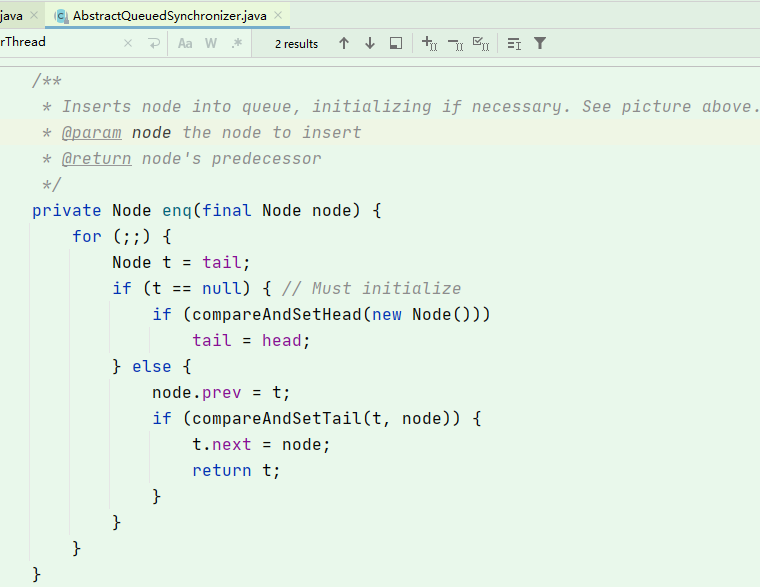 java AbstractQueuedSynchronizer.java
rThread Aa W .* 2 results
/**
 * Inserts node into queue, initializing if necessary. See picture above.
 * @param node the node to insert
 * @return node's predecessor
 */
private Node enq(final Node node) {
    for (;;) {
        Node t = tail;
        if (t == null) { // Must initialize
            if (compareAndSetHead(new Node()))
                tail = head;
        } else {
            node.prev = t;
            if (compareAndSetTail(t, node)) {
                t.next = node;
                return t;
            }
        }
    }
}